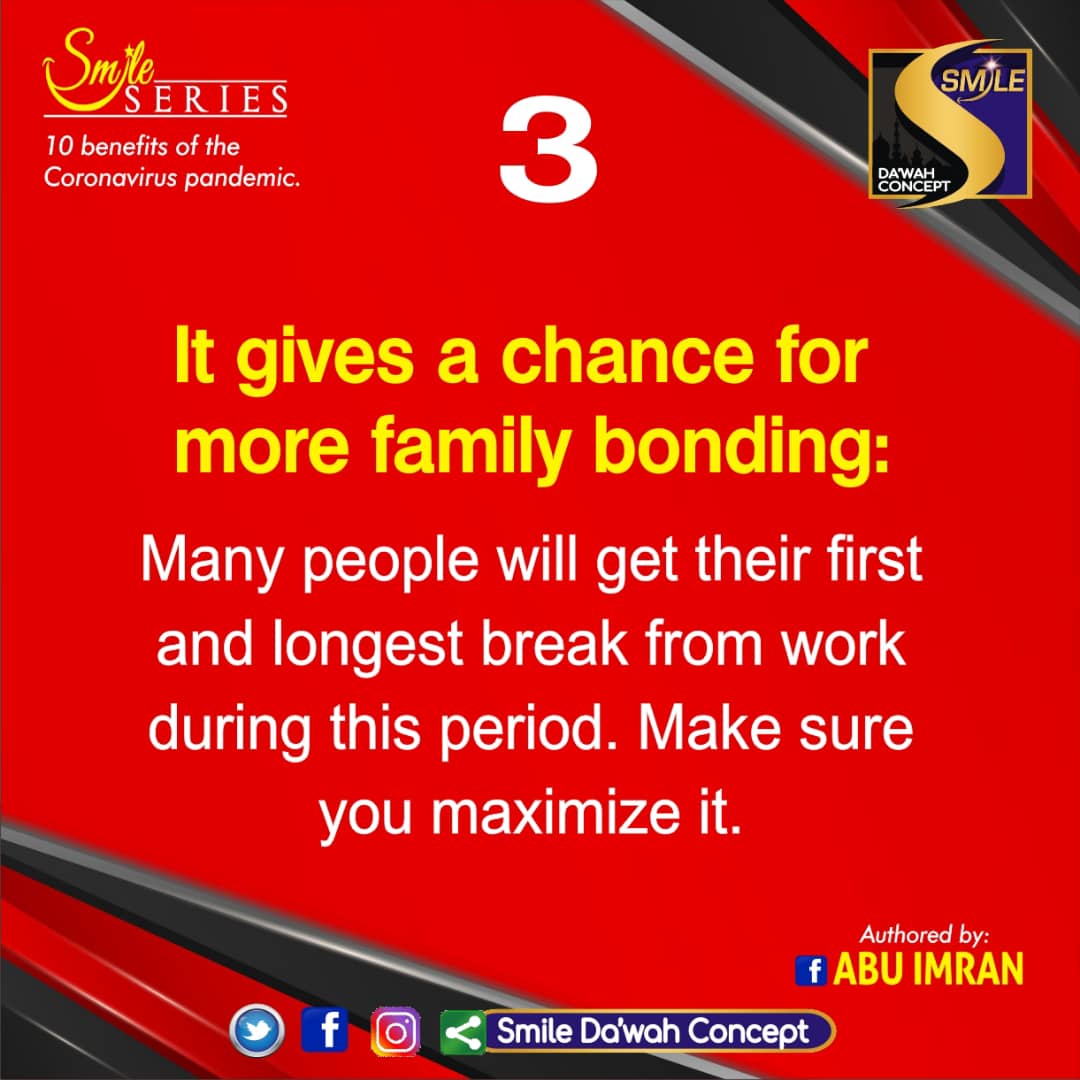 Smile
SERIES
10 benefits of the
Coronavirus pandemic.
3
SMILE
DA'WAH
CONCEPT
It gives a chance for
more family bonding:
Many people will get their first
and longest break from work
during this period. Make sure
you maximize it.
Authored by:
f ABU IMRAN
f Smile Da'wah Concept